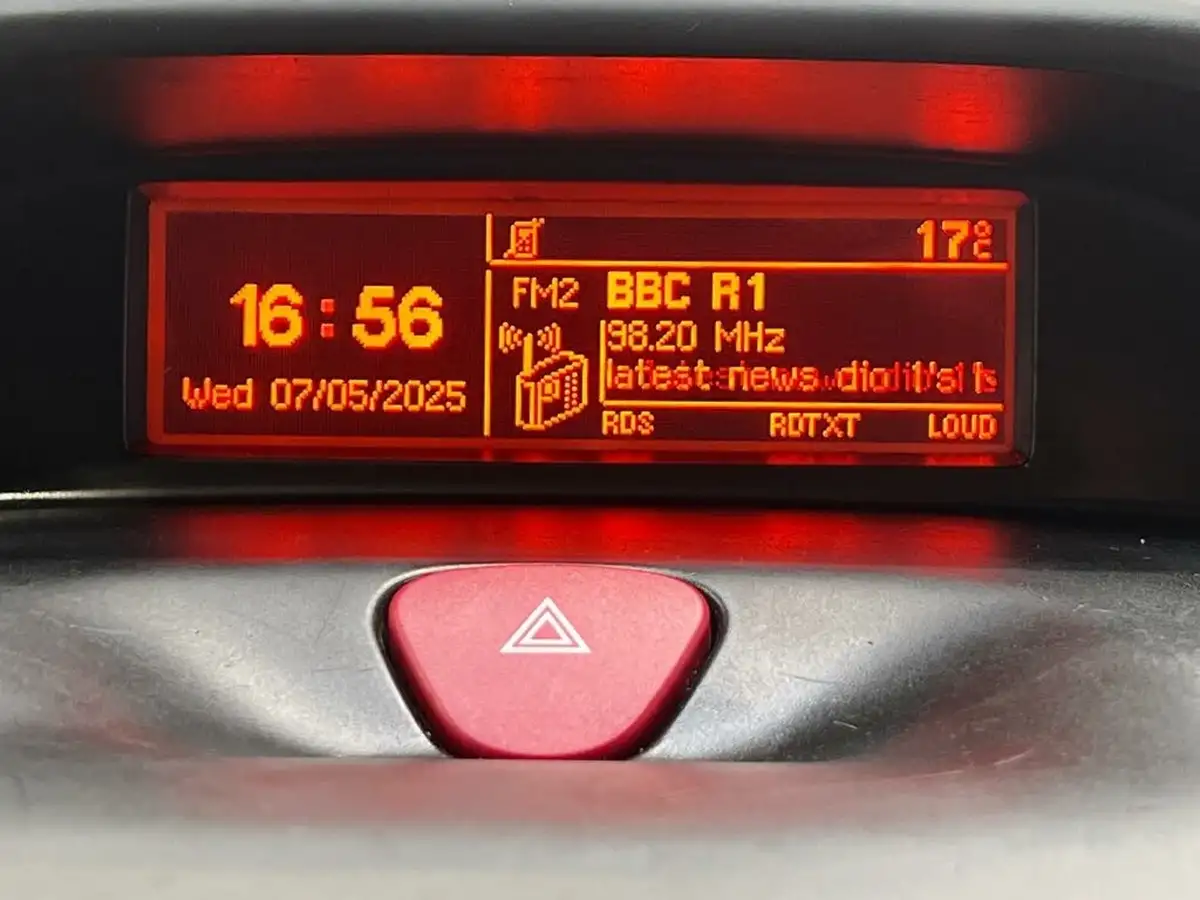 17°C
16:56
Wed 07/05/2025
FM2 BBC R1
98.20 MHz
latest news
RDS RDTXT LOUD